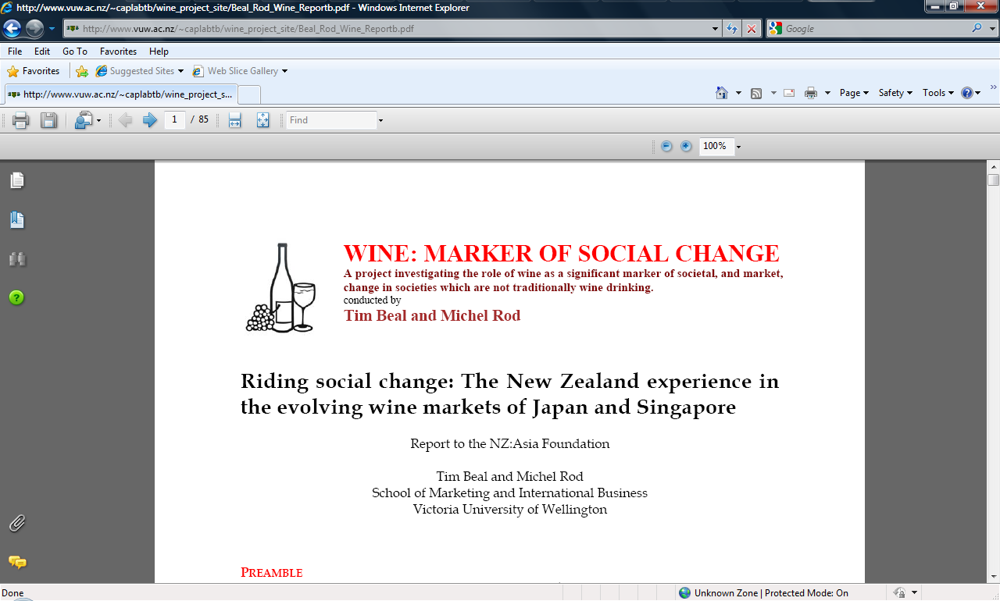 http://www.vuw.ac.nz/~caplabtb/wine_project_site/Beal_Rod_Wine_Reportb.pdf - Windows Internet Explorer
http://www.vuw.ac.nz/~caplabtb/wine_project_site/Beal_Rod_Wine_Reportb.pdf
Google
File Edit Go To Favorites Help
Favorites Suggested Sites Web Slice Gallery
http://www.vuw.ac.nz/~caplabtb/wine_project_s...
Page Safety Tools
1 / 85 Find
100%
WINE: MARKER OF SOCIAL CHANGE
A project investigating the role of wine as a significant marker of societal, and market,
change in societies which are not traditionally wine drinking.
conducted by
Tim Beal and Michel Rod
Riding social change: The New Zealand experience in
the evolving wine markets of Japan and Singapore
Report to the NZ:Asia Foundation
Tim Beal and Michel Rod
School of Marketing and International Business
Victoria University of Wellington
PREAMBLE
Done
Unknown Zone | Protected Mode: On